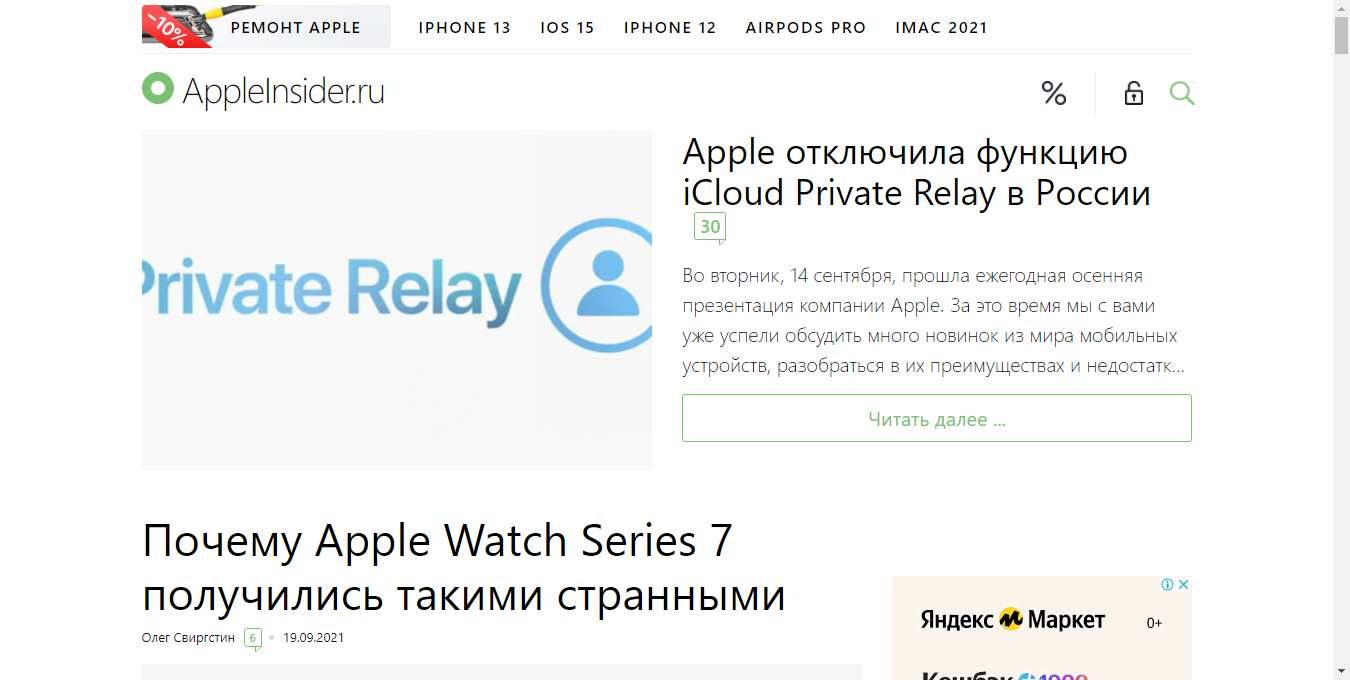 -10%
РЕМОНТ APPLE
IPHONE 13
IOS 15
IPHONE 12
AIRPODS PRO
IMAC 2021
AppleInsider.ru
%
Private Relay
Apple отключила функцию
iCloud Private Relay в России
30
Во вторник, 14 сентября, прошла ежегодная осенняя
презентация компании Apple. За это время мы с вами
уже успели обсудить много новинок из мира мобильных
устройств, разобраться в их преимуществах и недостатк...
Читать далее ...
Почему Apple Watch Series 7
получились такими странными
Олег Свиргстин 6 19.09.2021
Яндекс Маркет 0+
Кешбэк